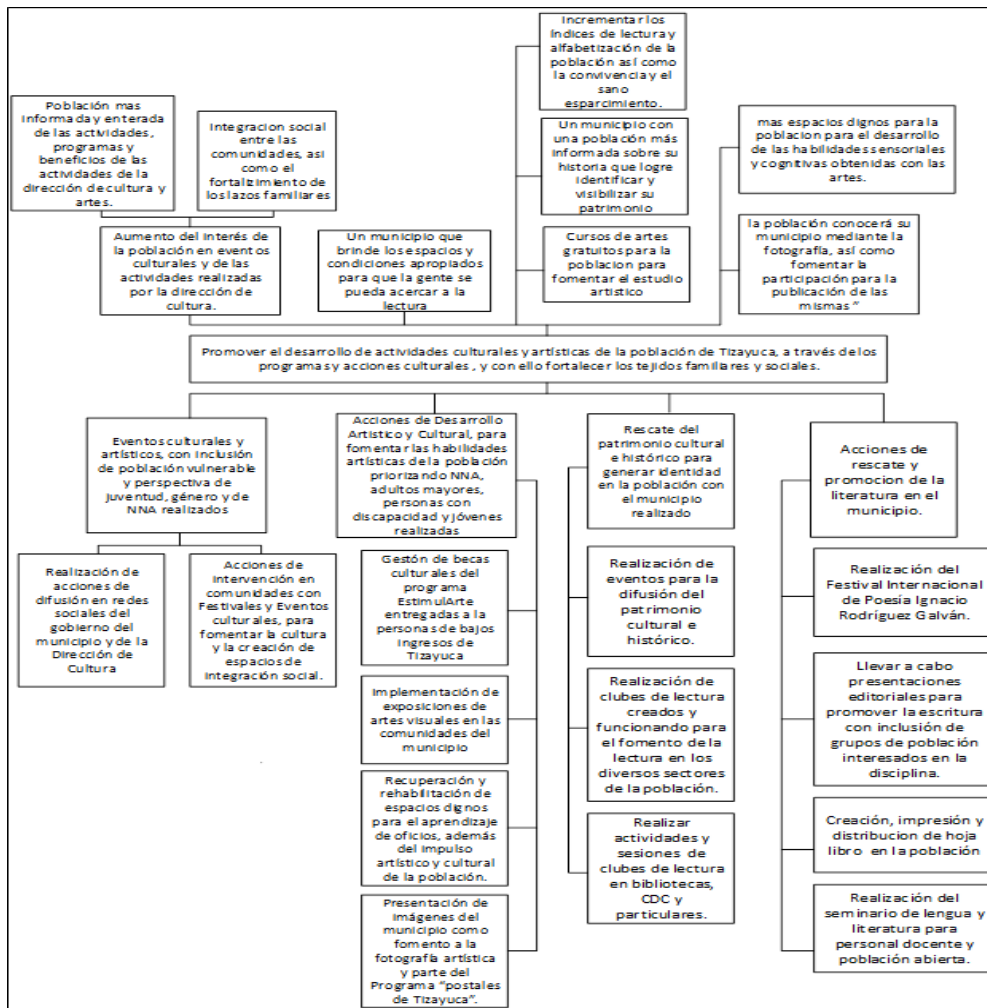 Incrementar los
índices de lectura y
alfabetización de la
población así como
la convivencia y el
sano
esparcimiento.
Población mas
informada y enterada
de las actividades,
programas y
beneficios de las
actividades de la
dirección de cultura y
artes.
Integracion social
entre las
comunidades, asi
como el
fortalizimiento de
los lazos familiares
Un municipio con
una población más
informada sobre su
historia que logre
identificar y
visibilizar su
patrimonio
mas espacios dignos para la
poblacion para el desarrollo
de las habilidades sensoriales
y cognitivas obtenidas con las
artes.
Aumento del interés de
la población en eventos
culturales y de las
actividades realizadas
por la dirección de
cultura.
Un municipio que
brinde los espacios y
condiciones apropiados
para que la gente se
pueda acercar a la
lectura
Cursos de artes
gratuitos para la
poblacion para
fomentar el estudio
artístico
la población conocerá su
municipio mediante la
fotografía, así como
fomentar la
participación para la
publicación de las
mismas "
Promover el desarrollo de actividades culturales y artísticas de la población de Tizayuca, a través de los
programas y acciones culturales , y con ello fortalecer los tejidos familiares y sociales.
Eventos culturales y
artísticos, con inclusión
de población vulnerable
y perspectiva de
juventud, género y de
NNA realizados
Acciones de Desarrollo
Artistico y Cultural, para
fomentar las habilidades
artísticas de la población
priorizando NNA,
adultos mayores,
personas con
discapacidad y jóvenes
realizadas
Rescate del
patrimonio cultural
e histórico para
generar identidad
en la población con
el municipio
realizado
Acciones de
rescate y
promocion de la
literatura en el
municipio.
Realización de
acciones de
difusión en redes
sociales del
gobierno del
municipio y de la
Dirección de
Cultura
Acciones de
intervención en
comunidades con
Festivales y Eventos
culturales, para
fomentar la cultura
y la creación de
espacios de
integración social.
Gestón de becas
culturales del
programa
EstimulArte
entregadas a la
personas de bajos
ingresos de
Tizayuca
Implementación de
exposiciones de
artes visuales en las
comunidades del
municipio
Recuperación y
rehabilitación de
espacios dignos
para el aprendizaje
de oficios, además
del impulso
artístico y cultural
de la población.
Presentación de
imágenes del
municipio como
fomento a la
fotografía artística
y parte del
Programa "postales
de Tizayuca".
Realización de
eventos para la
difusión del
patrimonio
cultural e
histórico.
Realización de
clubes de lectura
creados y
funcionando para
el fomento de la
lectura en los
diversos sectores
de la población.
Realizar
actividades y
sesiones de
clubes de lectura
en bibliotecas,
CDC y
particulares.
Realización del
Festival Internacional
de Poesía Ignacio
Rodríguez Galván.
Llevar a cabo
presentaciones
editoriales para
promover la escritura
con inclusión de
grupos de población
interesados en la
disciplina.
Creación, impresión y
distribucion de hoja
libro en la población
Realización del
seminario de lengua y
literatura para
personal docente y
población abierta.